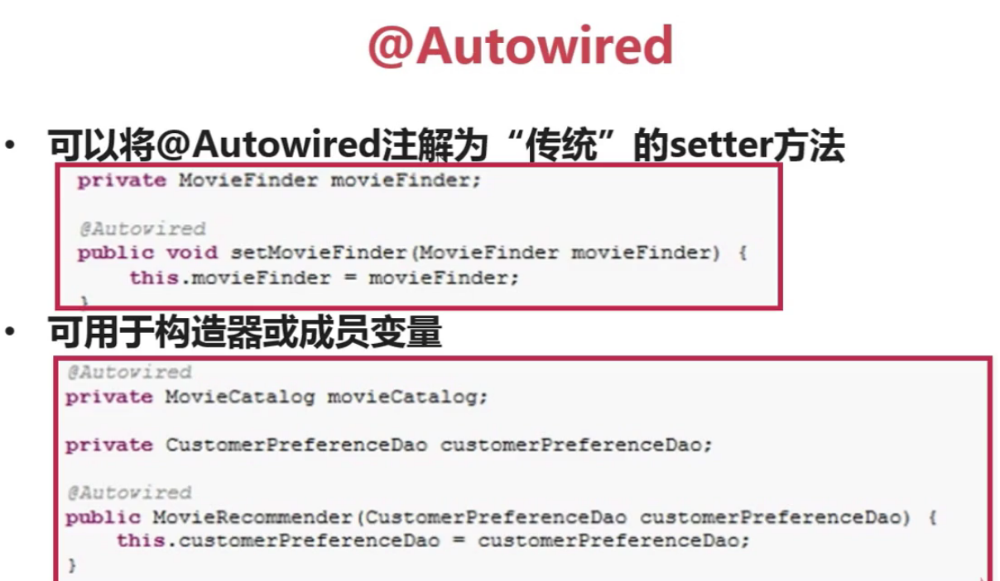 @Autowired
• 可以将@Autowired注解为“传统”的setter方法
private MovieFinder movieFinder;
@Autowired
public void setMovieFinder(MovieFinder movieFinder) {
this.movieFinder = movieFinder;
}
• 可用于构造器或成员变量
@Autowired
private MovieCatalog movieCatalog;
private CustomerPreferenceDao customerPreferenceDao;
@Autowired
public MovieRecommender(CustomerPreferenceDao customerPreferenceDao) {
this.customerPreferenceDao = customerPreferenceDao;
}